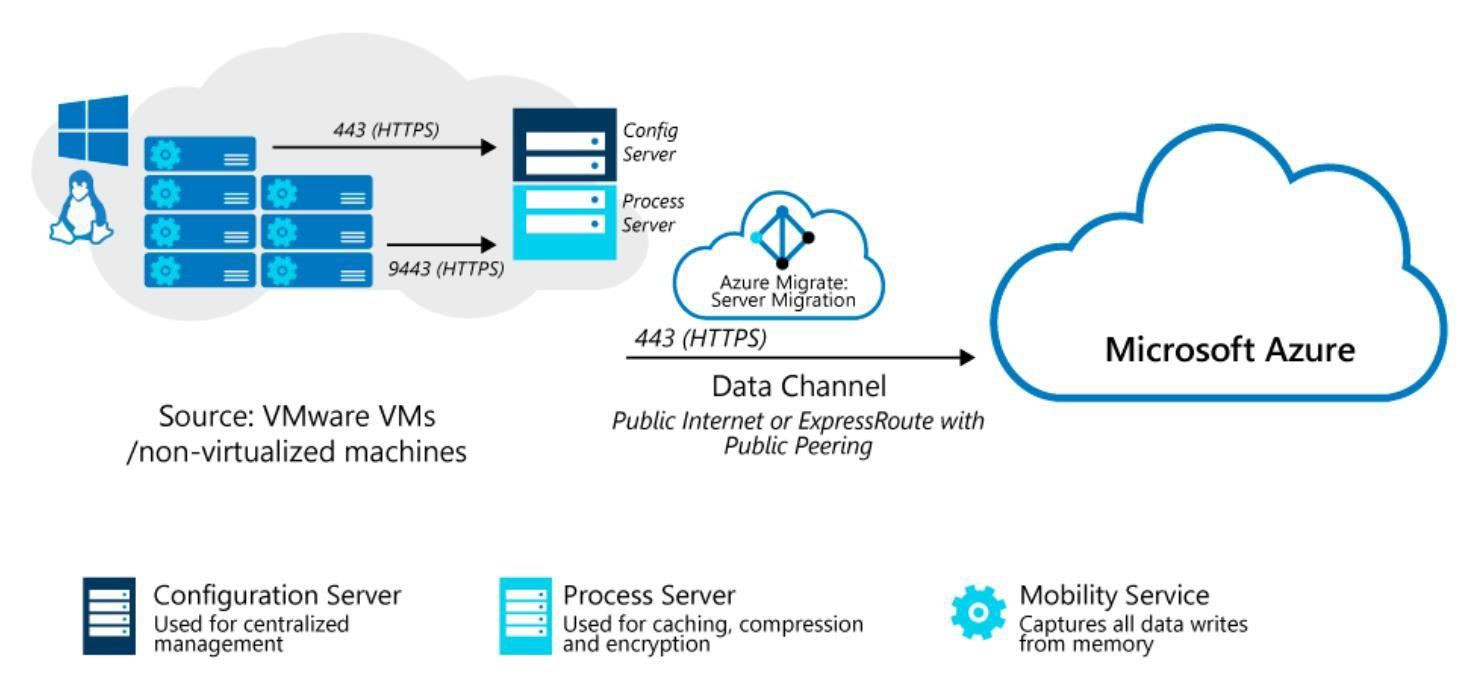 443 (HTTPS)
Config
Server
Process
Server
9443 (HTTPS)
Azure Migrate:
Server Migration
443 (HTTPS)
Data Channel
Public Internet or ExpressRoute with
Public Peering
Microsoft Azure
Source: VMware VMs
/non-virtualized machines
Configuration Server
Used for centralized
management
Process Server
Used for caching, compression
and encryption
Mobility Service
Captures all data writes
from memory